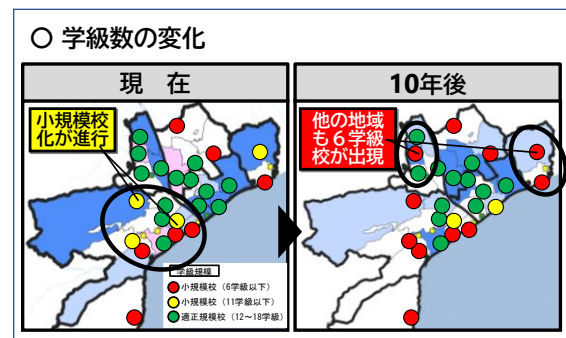 ○ 学級数の変化
現 在
10年後
小規模校
化が進行
他の地域
も６学級
校が出現
学級規模
小規模校（6学級以下）
小規模校（11学級以下）
適正規模校（12～18学級）